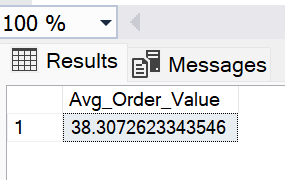 100 %
Results Messages
Avg_Order_Value
1 38.3072623343546